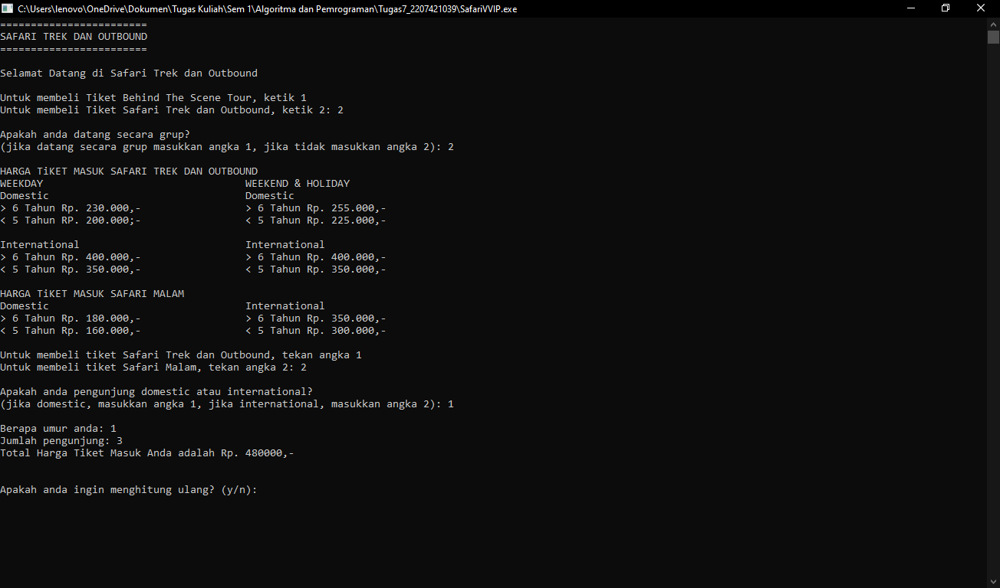 C:\Users\lenovo\OneDrive\Dokumen\Tugas Kuliah\Sem 1\Algoritma dan Pemrograman\Tugas7_2207421039\SafariVVIP.exe
========================
SAFARI TREK DAN OUTBOUND
========================
Selamat Datang di Safari Trek dan Outbound
Untuk membeli Tiket Behind The Scene Tour, ketik 1
Untuk membeli Tiket Safari Trek dan Outbound, ketik 2: 2
Apakah anda datang secara grup?
(jika datang secara grup masukkan angka 1, jika tidak masukkan angka 2): 2
HARGA TiKET MASUK SAFARI TREK DAN OUTBOUND
WEEKDAY WEEKEND & HOLIDAY
Domestic Domestic
> 6 Tahun Rp. 230.000,- > 6 Tahun Rp. 255.000,-
< 5 Tahun RP. 200.000;- < 5 Tahun Rp. 225.000,-
International International
> 6 Tahun Rp. 400.000,- > 6 Tahun Rp. 400.000,-
< 5 Tahun Rp. 350.000,- < 5 Tahun Rp. 350.000,-
HARGA TiKET MASUK SAFARI MALAM
Domestic International
> 6 Tahun Rp. 180.000,- > 6 Tahun Rp. 350.000,-
< 5 Tahun Rp. 160.000,- < 5 Tahun Rp. 300.000,-
Untuk membeli tiket Safari Trek dan Outbound, tekan angka 1
Untuk membeli tiket Safari Malam, tekan angka 2: 2
Apakah anda pengunjung domestic atau international?
(jika domestic, masukkan angka 1, jika international, masukkan angka 2): 1
Berapa umur anda: 1
Jumlah pengunjung: 3
Total Harga Tiket Masuk Anda adalah Rp. 480000,-
Apakah anda ingin menghitung ulang? (y/n):